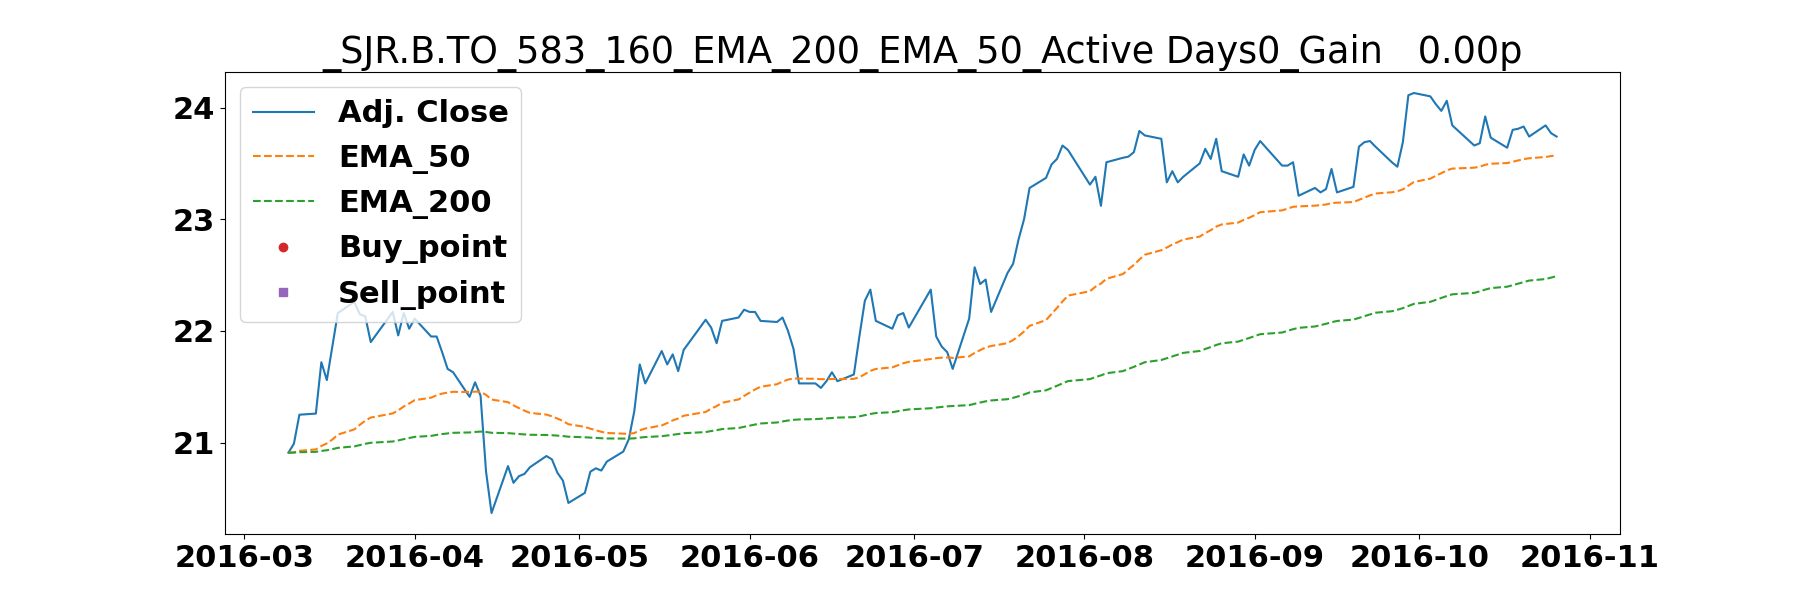 _SJR.B.TO_583_160_EMA_200_EMA_50_Active Days0_Gain   0.00p
Adj. Close
EMA_50
EMA_200
Buy_point
Sell_point
24
23
22
21
2016-03 2016-04 2016-05 2016-06 2016-07 2016-08 2016-09 2016-10 2016-11